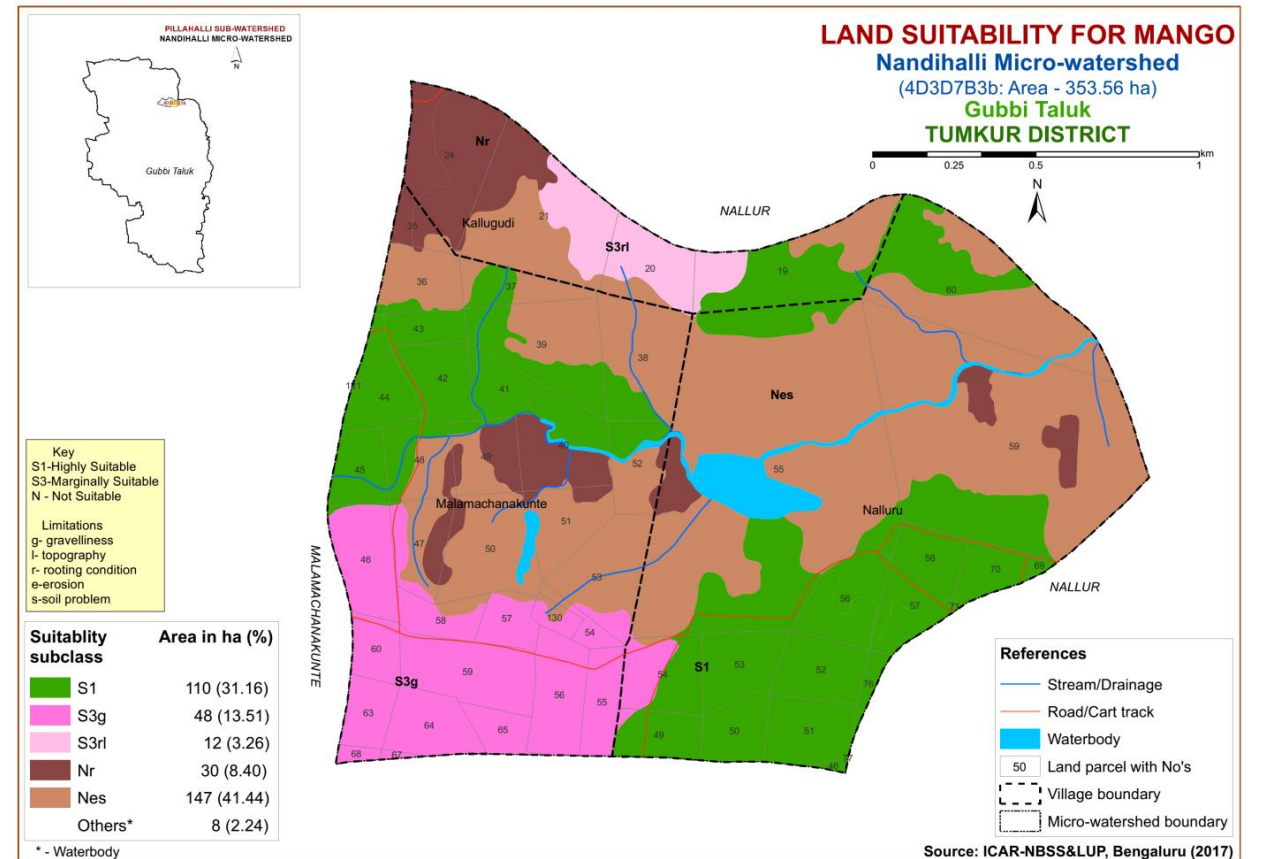 PILLAHALLI SUB-WATERSHED
NANDIHALLI MICRO-WATERSHED
N
Gubbi Taluk
LAND SUITABILITY FOR MANGO
Nandihalli Micro-watershed
(4D3D7B3b: Area - 353.56 ha)
Gubbi Taluk
TUMKUR DISTRICT
km
0 0.25 0.5 1
N
Nr
24
NALLUR
35
Kallugudi
21
S3rl
20
19
36
37
60
43
39
38
42
41
44
Nes
45
48
49
40
52
55
59
Malamachanakunte
Nalluru
51
47
50
46
53
58
70
69
NALLUR
MALAMACHANAKUNTE
58
57
130
54
56
57
71
60
59
S3g
54
S1
53
52
76
56
55
63
64
65
49
50
51
68
67
46
77
Key
S1-Highly Suitable
S3-Marginally Suitable
N - Not Suitable
Limitations
g- gravelliness
l- topography
r- rooting condition
e-erosion
s-soil problem
Suitablity subclass Area in ha (%)
S1 110 (31.16)
S3g 48 (13.51)
S3rl 12 (3.26)
Nr 30 (8.40)
Nes 147 (41.44)
Others* 8 (2.24)
* - Waterbody
References
Stream/Drainage
Road/Cart track
Waterbody
50 Land parcel with No's
Village boundary
Micro-watershed boundary
Source: ICAR-NBSS&LUP, Bengaluru (2017)